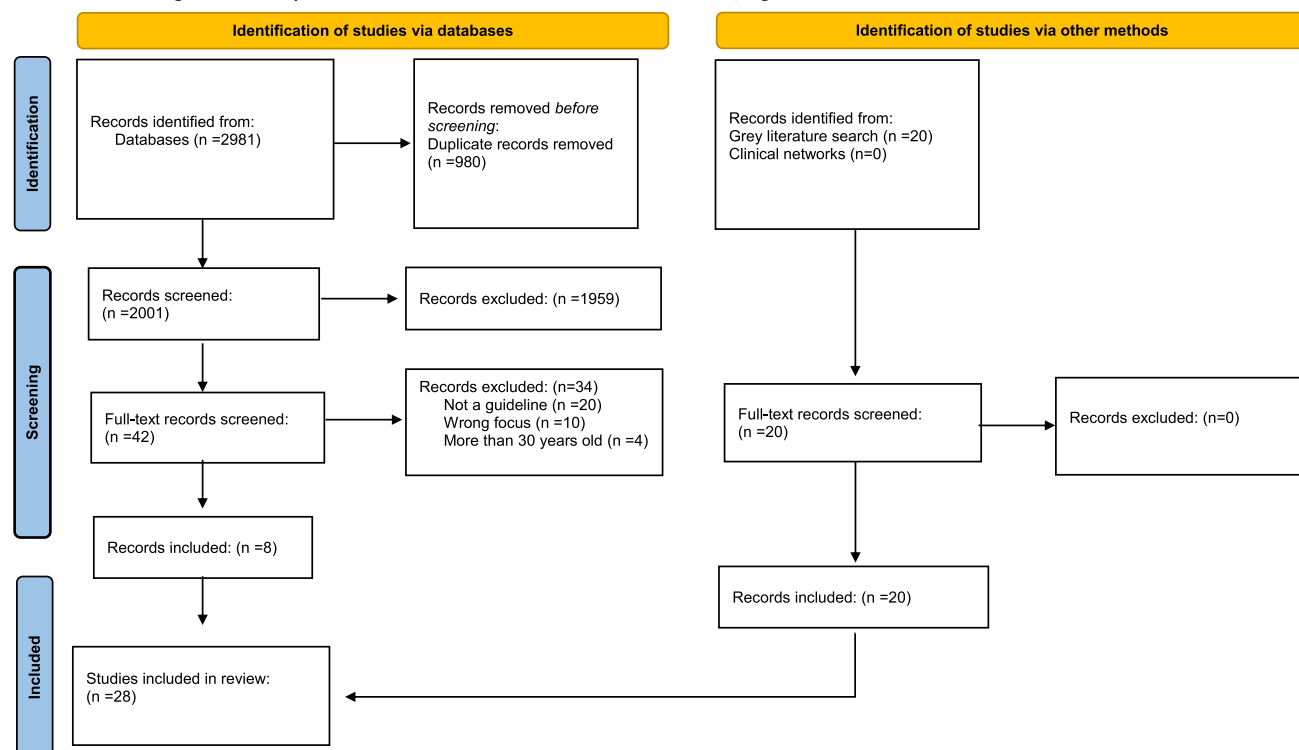 Identification of studies via databases
Identification of studies via other methods
Identification
Records identified from:
Databases (n =2981)
Records removed before
screening:
Duplicate records removed
(n =980)
Records identified from:
Grey literature search (n =20)
Clinical networks (n=0)
Screening
Records screened:
(n =2001)
Records excluded: (n =1959)
Full-text records screened:
(n =42)
Records excluded: (n=34)
Not a guideline (n =20)
Wrong focus (n =10)
More than 30 years old (n =4)
Full-text records screened:
(n =20)
Records excluded: (n=0)
Records included: (n =8)
Records included: (n =20)
Included
Studies included in review:
(n =28)